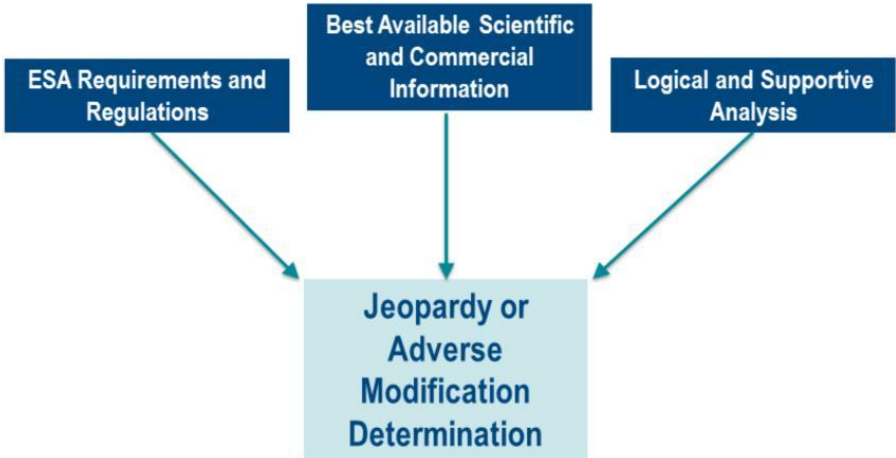 ESA Requirements and
Regulations
Best Available Scientific
and Commercial
Information
Logical and Supportive
Analysis
Jeopardy or
Adverse
Modification
Determination